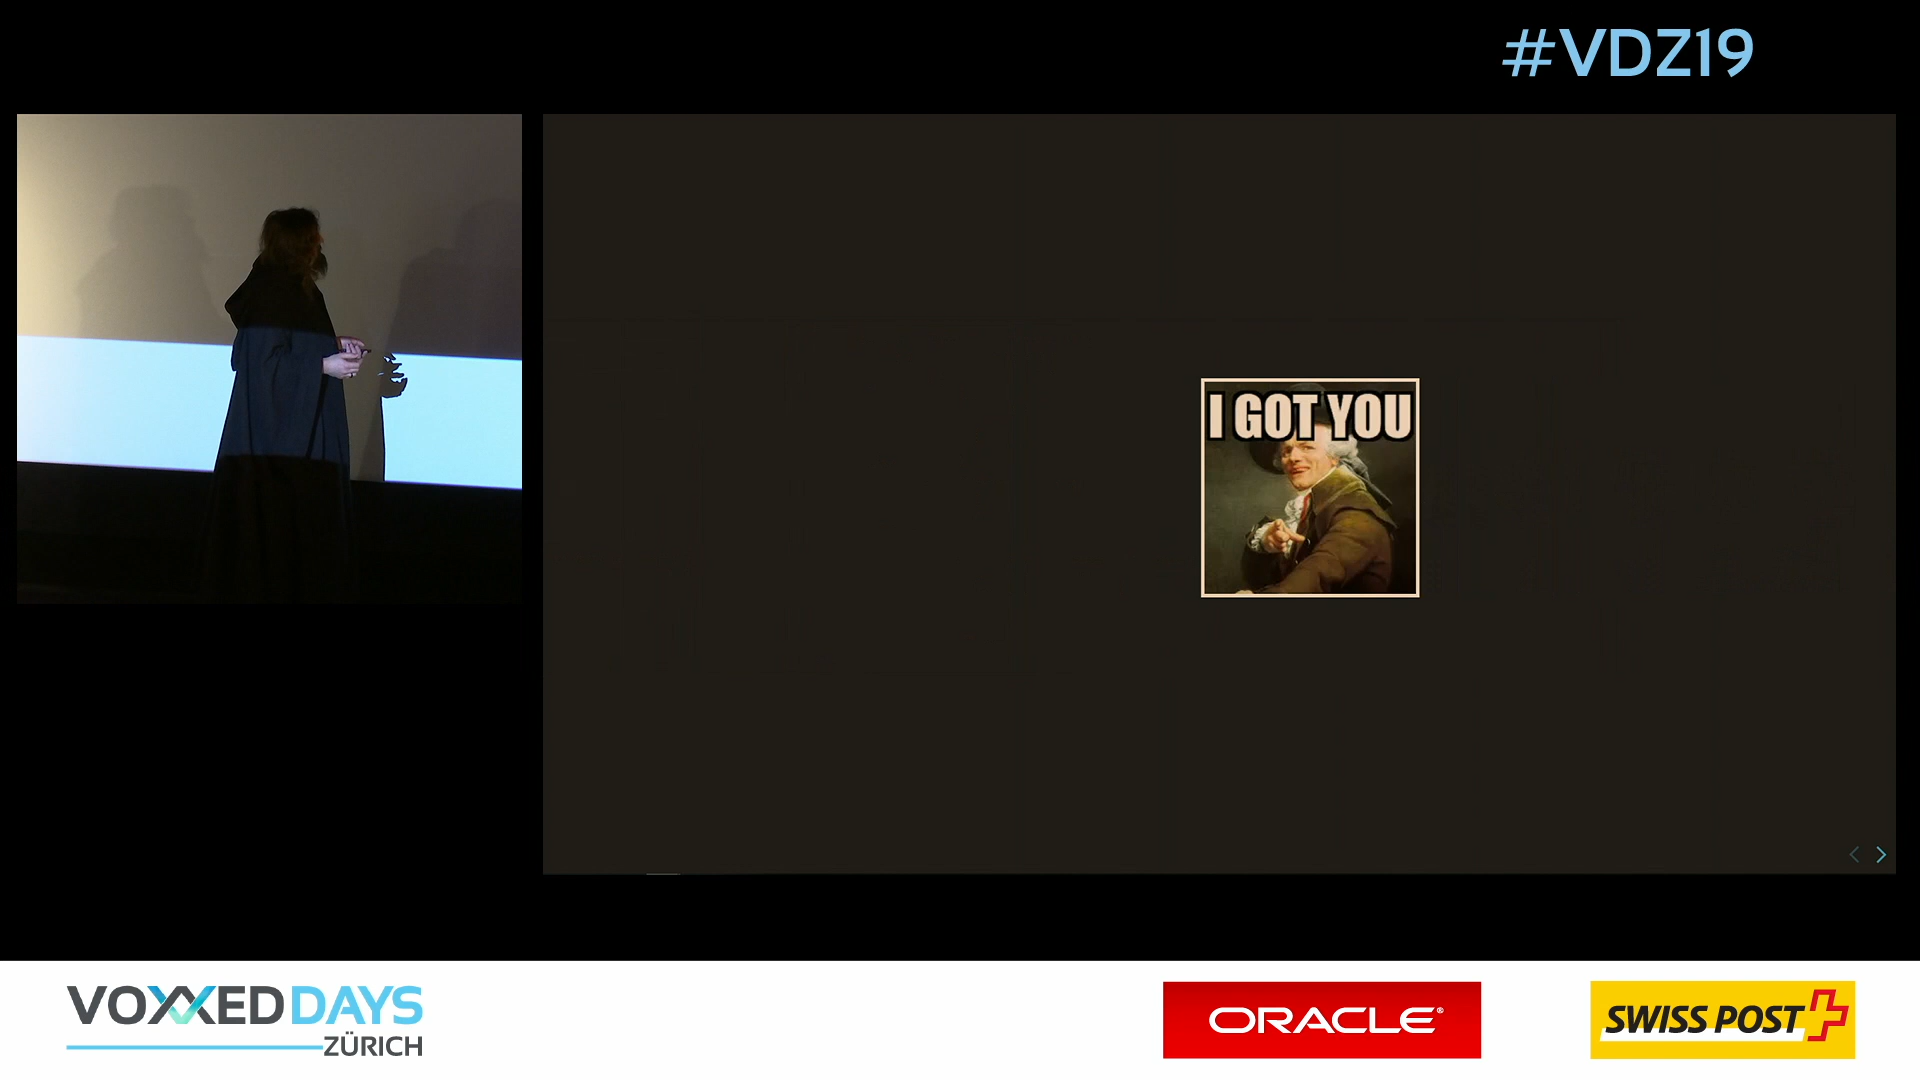 #VDZ19
I GOT YOU
VOXXED DAYS
ZÜRICH
ORACLE®
SWISS POST